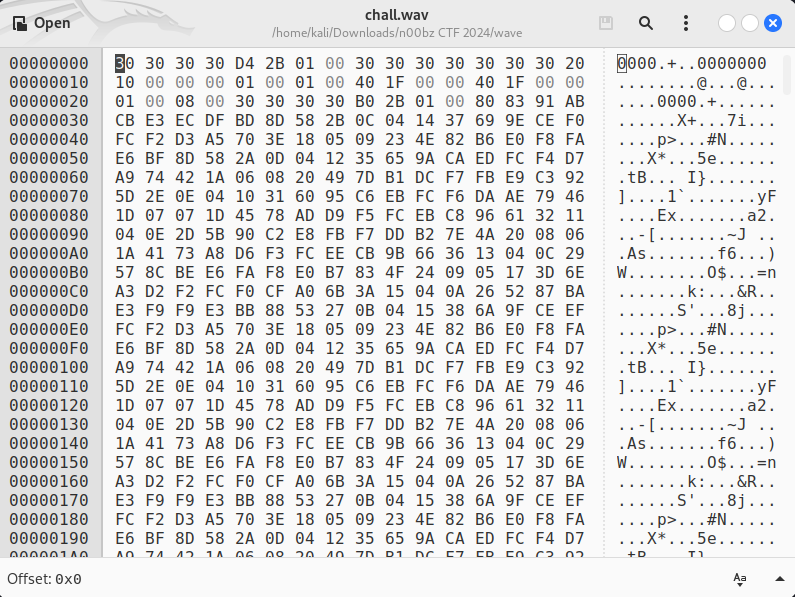 Open
chall.wav
/home/kali/Downloads/n00bz CTF 2024/wave
00000000 30 30 30 30 D4 2B 01 00 30 30 30 30 30 30 30 20 0000.+..0000000
00000010 10 00 00 00 01 00 01 00 40 1F 00 00 40 1F 00 00 ........@...@...
00000020 01 00 08 00 30 30 30 30 B0 2B 01 00 80 83 91 AB ....0000.+......
00000030 CB E3 EC DF BD 8D 58 2B 0C 04 14 37 69 9E CE F0 ......X+...7i...
00000040 FC F2 D3 A5 70 3E 18 05 09 23 4E 82 B6 E0 F8 FA ....p>...#N.....
00000050 E6 BF 8D 58 2A 0D 04 12 35 65 9A CA ED FC F4 D7 ...X*...5e......
00000060 A9 74 42 1A 06 08 20 49 7D B1 DC F7 FB E9 C3 92 .tB... I}.......
00000070 5D 2E 0E 04 10 31 60 95 C6 EB FC F6 DA AE 79 46 ]....1`.......yF
00000080 1D 07 07 1D 45 78 AD D9 F5 FC EB C8 96 61 32 11 ....Ex.......a2.
00000090 04 0E 2D 5B 90 C2 E8 FB F7 DD B2 7E 4A 20 08 06 ..-[.......~J ..
000000A0 1A 41 73 A8 D6 F3 FC EE CB 9B 66 36 13 04 0C 29 .As.......f6...)
000000B0 57 8C BE E6 FA F8 E0 B7 83 4F 24 09 05 17 3D 6E W........O$...=n
000000C0 A3 D2 F2 FC F0 CF A0 6B 3A 15 04 0A 26 52 87 BA .......k:...&R..
000000D0 E3 F9 F9 E3 BB 88 53 27 0B 04 15 38 6A 9F CE EF ......S'...8j...
000000E0 FC F2 D3 A5 70 3E 18 05 09 23 4E 82 B6 E0 F8 FA ....p>...#N.....
000000F0 E6 BF 8D 58 2A 0D 04 12 35 65 9A CA ED FC F4 D7 ...X*...5e......
00000100 A9 74 42 1A 06 08 20 49 7D B1 DC F7 FB E9 C3 92 .tB... I}.......
00000110 5D 2E 0E 04 10 31 60 95 C6 EB FC F6 DA AE 79 46 ]....1`.......yF
00000120 1D 07 07 1D 45 78 AD D9 F5 FC EB C8 96 61 32 11 ....Ex.......a2.
00000130 04 0E 2D 5B 90 C2 E8 FB F7 DD B2 7E 4A 20 08 06 ..-[.......~J ..
00000140 1A 41 73 A8 D6 F3 FC EE CB 9B 66 36 13 04 0C 29 .As.......f6...)
00000150 57 8C BE E6 FA F8 E0 B7 83 4F 24 09 05 17 3D 6E W........O$...=n
00000160 A3 D2 F2 FC F0 CF A0 6B 3A 15 04 0A 26 52 87 BA .......k:...&R..
00000170 E3 F9 F9 E3 BB 88 53 27 0B 04 15 38 6A 9F CE EF ......S'...8j...
00000180 FC F2 D3 A5 70 3E 18 05 09 23 4E 82 B6 E0 F8 FA ....p>...#N.....
00000190 E6 BF 8D 58 2A 0D 04 12 35 65 9A CA ED FC F4 D7 ...X*...5e......
000001A0 A9 74 42 1A 06 08 20 49 7D B1 DC F7 FB E9 C3 92 .tB... I}.......
Offset: 0x0
Aa